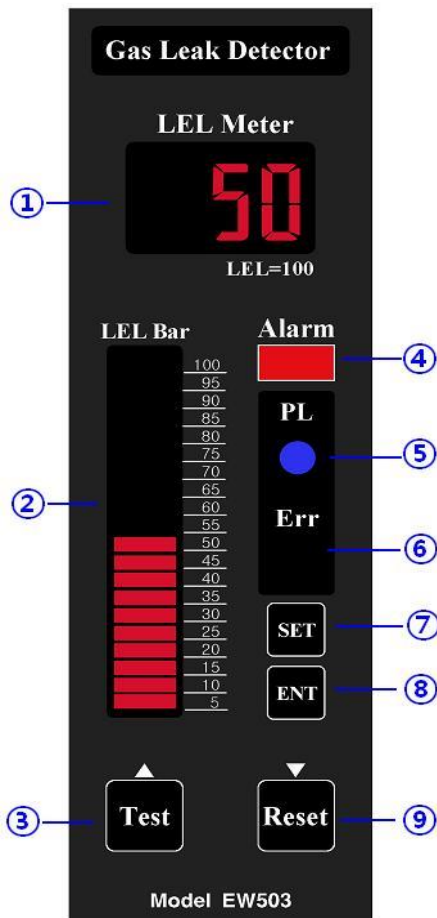 Gas Leak Detector
LEL Meter
① 50
LEL=100
LEL Bar
Alarm
④
100
95
90
85
80
75
70
65
60
55
50
45
40
35
30
25
20
15
10
5
②
PL
⑤
Err
⑥
SET ⑦
ENT ⑧
▲ ▼
③ Test Reset ⑨
Model EW503